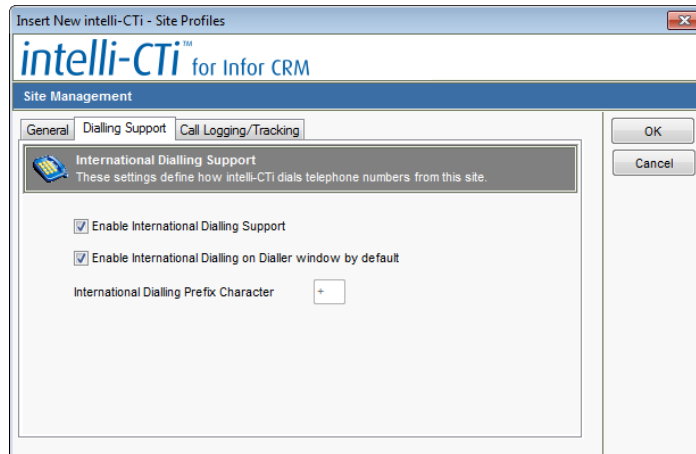 Insert New intelli-CTi - Site Profiles
intelli-CTi™ for Infor CRM
Site Management
General Dialling Support Call Logging/Tracking
OK
International Dialling Support
These settings define how intelli-CTi dials telephone numbers from this site.
Cancel
Enable International Dialling Support
Enable International Dialling on Dialler window by default
International Dialling Prefix Character +